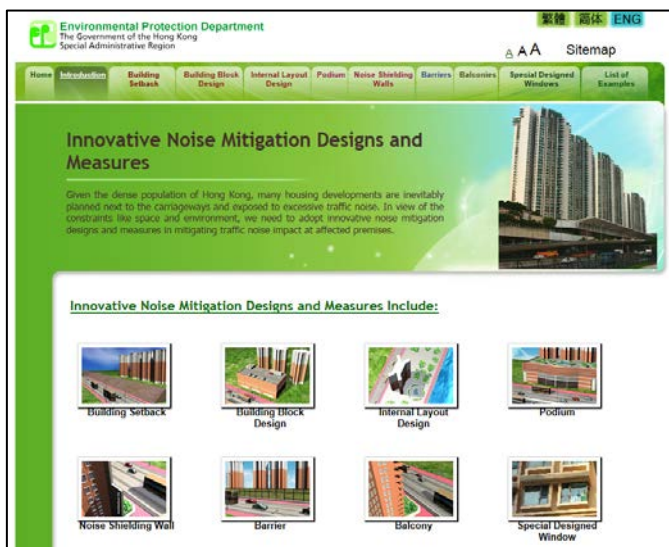 Environmental Protection Department
The Government of the Hong Kong
Special Administrative Region
繁體 简体 ENG
A A A Sitemap
Home Introduction Building Setback Building Block Design Internal Layout Design Podium Noise Shielding Walls Barriers Balconies Special Designed Windows List of Examples
Innovative Noise Mitigation Designs and
Measures
Given the dense population of Hong Kong, many housing developments are inevitably
planned next to the carriageways and exposed to excessive traffic noise. In view of the
constraints like space and environment, we need to adopt innovative noise mitigation
designs and measures in mitigating traffic noise impact at affected premises.
Innovative Noise Mitigation Designs and Measures Include:
Building Setback
Building Block
Design
Internal Layout
Design
Podium
Noise Shielding Wall
Barrier
Balcony
Special Designed
Window